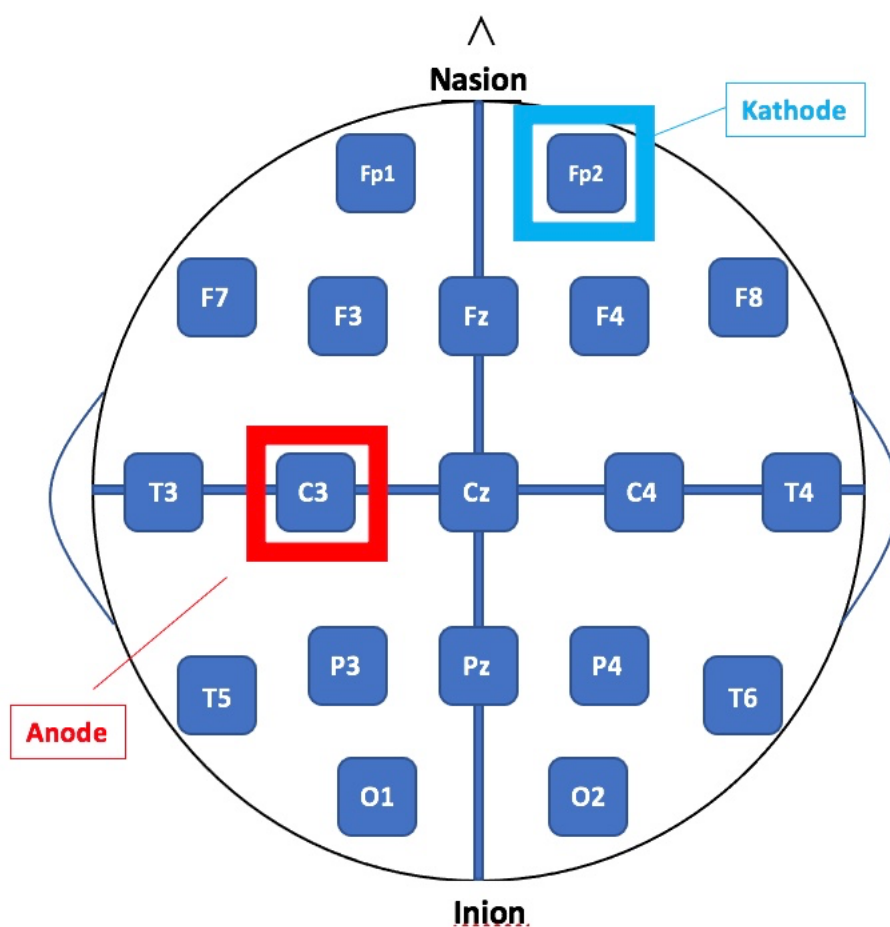 Nasion
Kathode
Fp1
Fp2
F7
F3
Fz
F4
F8
T3
C3
Cz
C4
T4
T5
P3
Pz
P4
T6
Anode
O1
O2
Inion